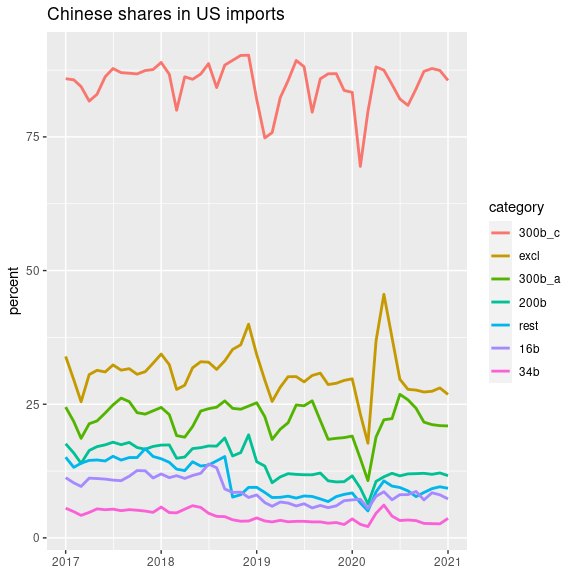 Chinese shares in US imports
percent
75
50
25
0
2017 2018 2019 2020 2021
category
300b_c
excl
300b_a
200b
rest
16b
34b